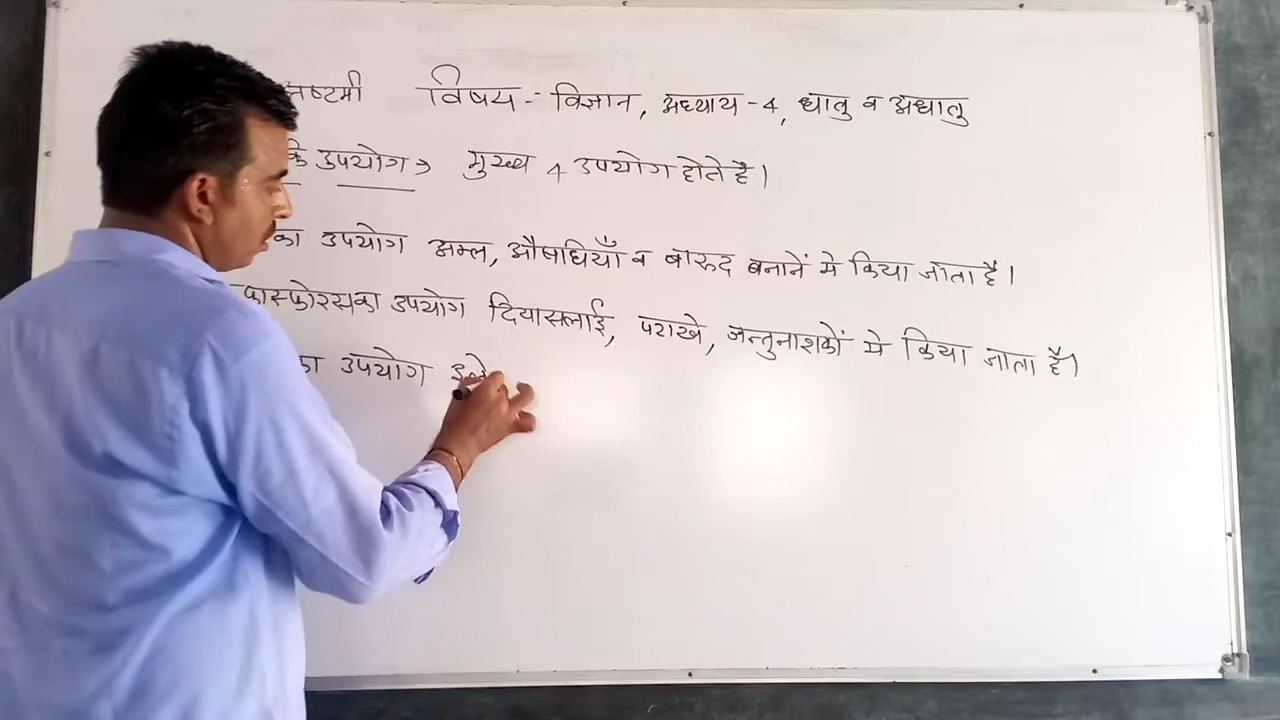 अष्टमी विषय - विज्ञान, अध्याय - 4, धातु व अधातु
के उपयोग → मुख्य 4 उपयोग होते है।
का उपयोग अम्ल, औषधियाँ व बारुद बनानें मे किया जाता है।
फास्फोरस का उपयोग दियासलाई, पटाखे, जन्तुनाशकों मे किया जाता है।
का उपयोग इले